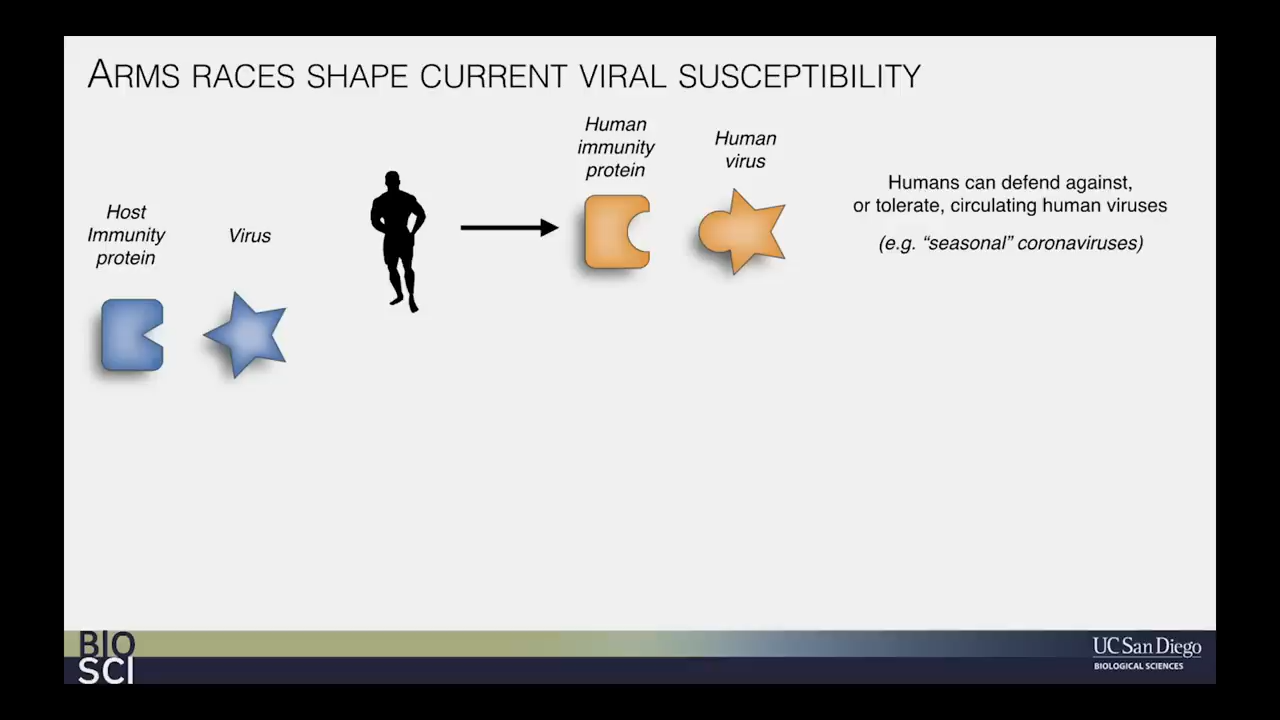 ARMS RACES SHAPE CURRENT VIRAL SUSCEPTIBILITY
Host
Immunity
protein
Virus
Human
immunity
protein
Human
virus
Humans can defend against,
or tolerate, circulating human viruses
(e.g. “seasonal” coronaviruses)
BIO
SCI
UC San Diego
BIOLOGICAL SCIENCES